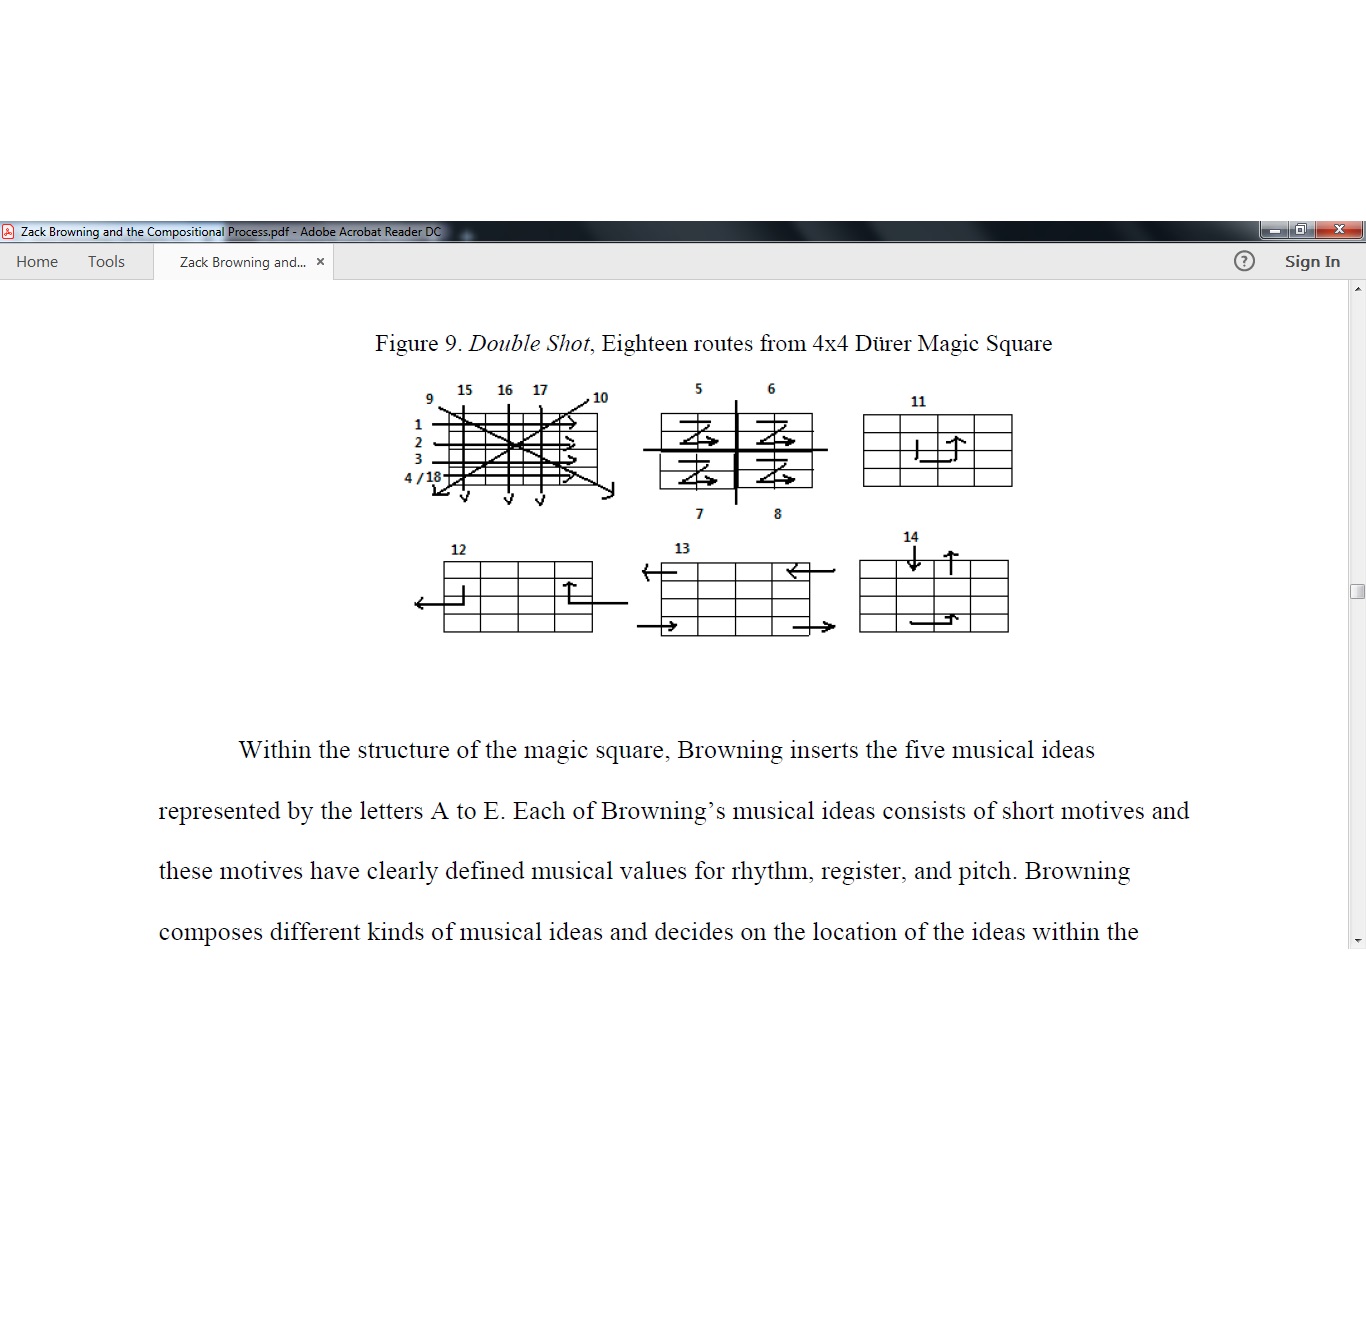 Zack Browning and the Compositional Process.pdf - Adobe Acrobat Reader DC
Home Tools Zack Browning and... × ? Sign In
Figure 9. Double Shot, Eighteen routes from 4x4 Dürer Magic Square
9 15 16 17 10
1
2
3
4 / 18
5 6
7 8
11
12
13
14
Within the structure of the magic square, Browning inserts the five musical ideas
represented by the letters A to E. Each of Browning’s musical ideas consists of short motives and
these motives have clearly defined musical values for rhythm, register, and pitch. Browning
composes different kinds of musical ideas and decides on the location of the ideas within the